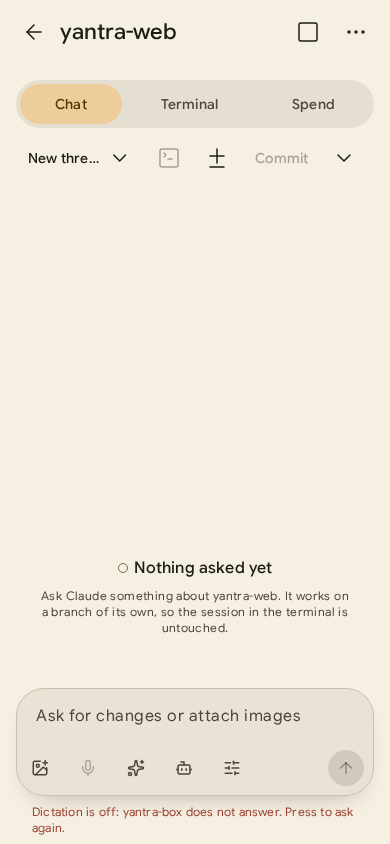 yantra-web
Chat
Terminal
Spend
New thre...
Commit
Nothing asked yet
Ask Claude something about yantra-web. It works on
a branch of its own, so the session in the terminal is
untouched.
Ask for changes or attach images
Dictation is off: yantra-box does not answer. Press to ask
again.